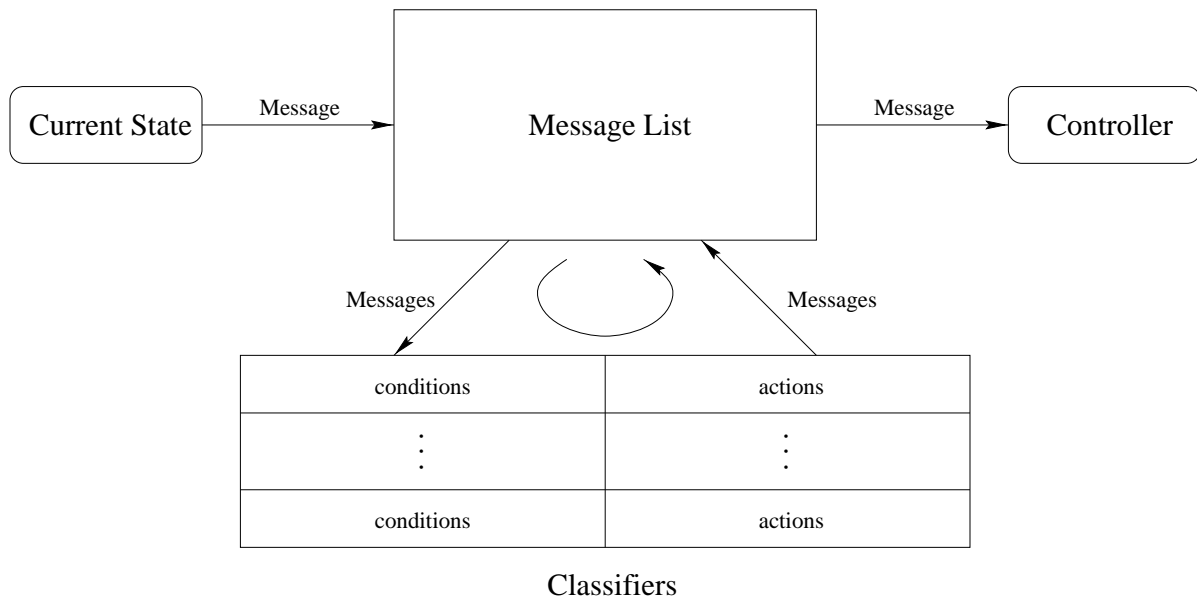 Message
Message
Current State
Message List
Controller
Messages
Messages
conditions
actions
conditions
actions
Classifiers